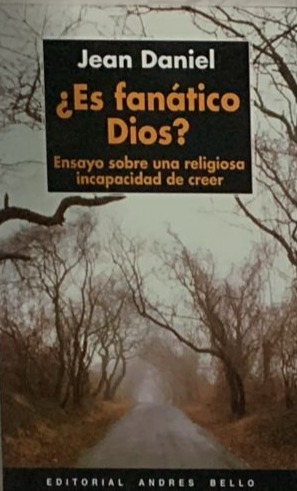 Jean Daniel
¿Es fanático
Dios?
Ensayo sobre una religiosa
incapacidad de creer
EDITORIAL ANDRES BELLO